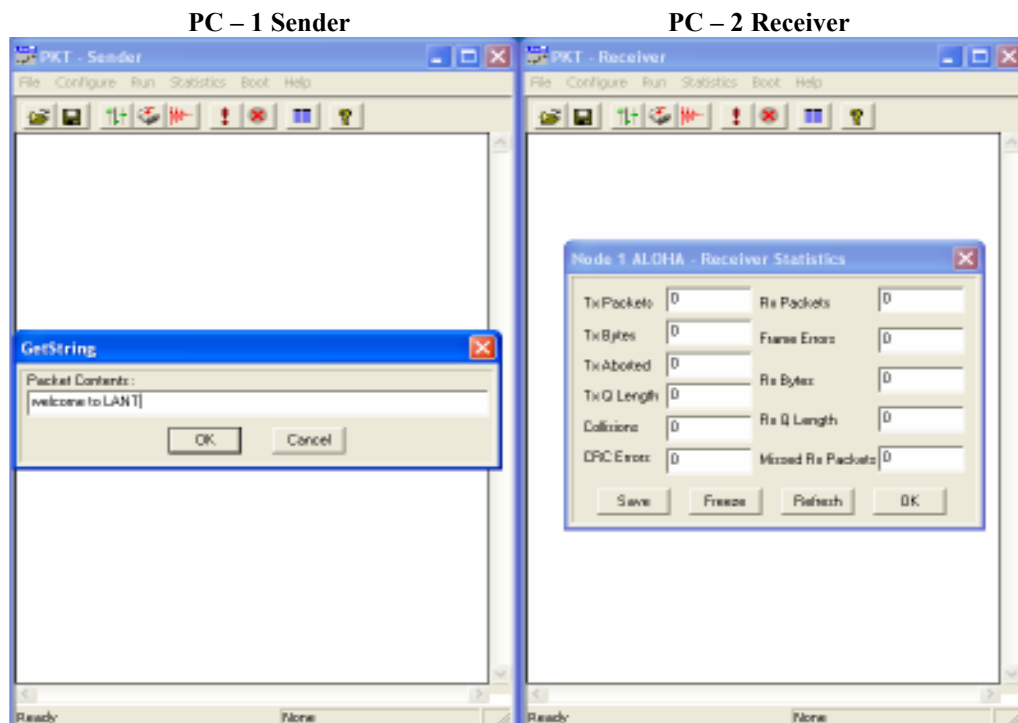 PC – 1 Sender
PC – 2 Receiver
PKT - Sender
File Configure Run Statistics Boot Help
GetString
Packet Contents :
welcome to LANT
OK
Cancel
Ready
None
PKT - Receiver
File Configure Run Statistics Boot Help
Node 1 ALOHA - Receiver Statistics
Tx Packets 0
Rx Packets 0
Tx Bytes 0
Frame Errors 0
Tx Aborted 0
Rx Bytes 0
Tx Q Length 0
Rx Q Length 0
Collisions 0
CRC Errors 0
Missed Rx Packets 0
Save
Freeze
Refresh
OK
Ready
None